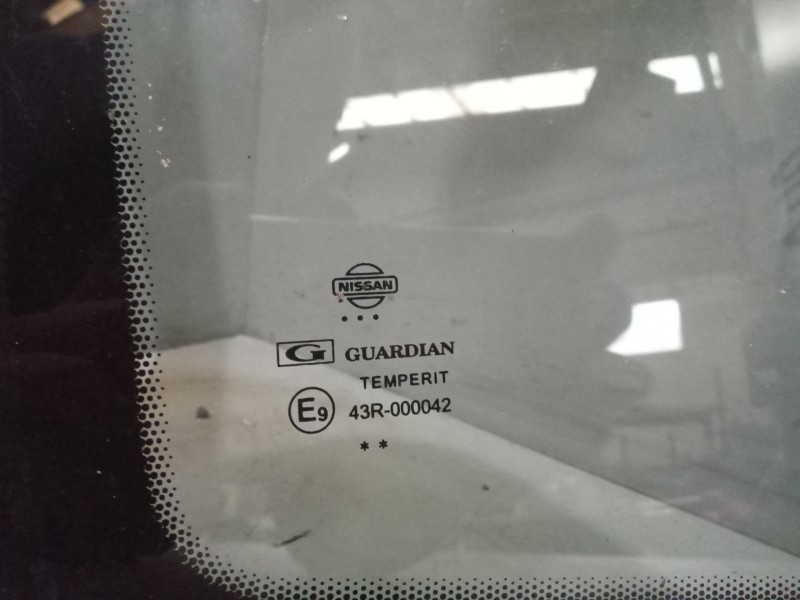 NISSAN
• • •
G GUARDIAN
TEMPERIT
E9 43R-000042
* *